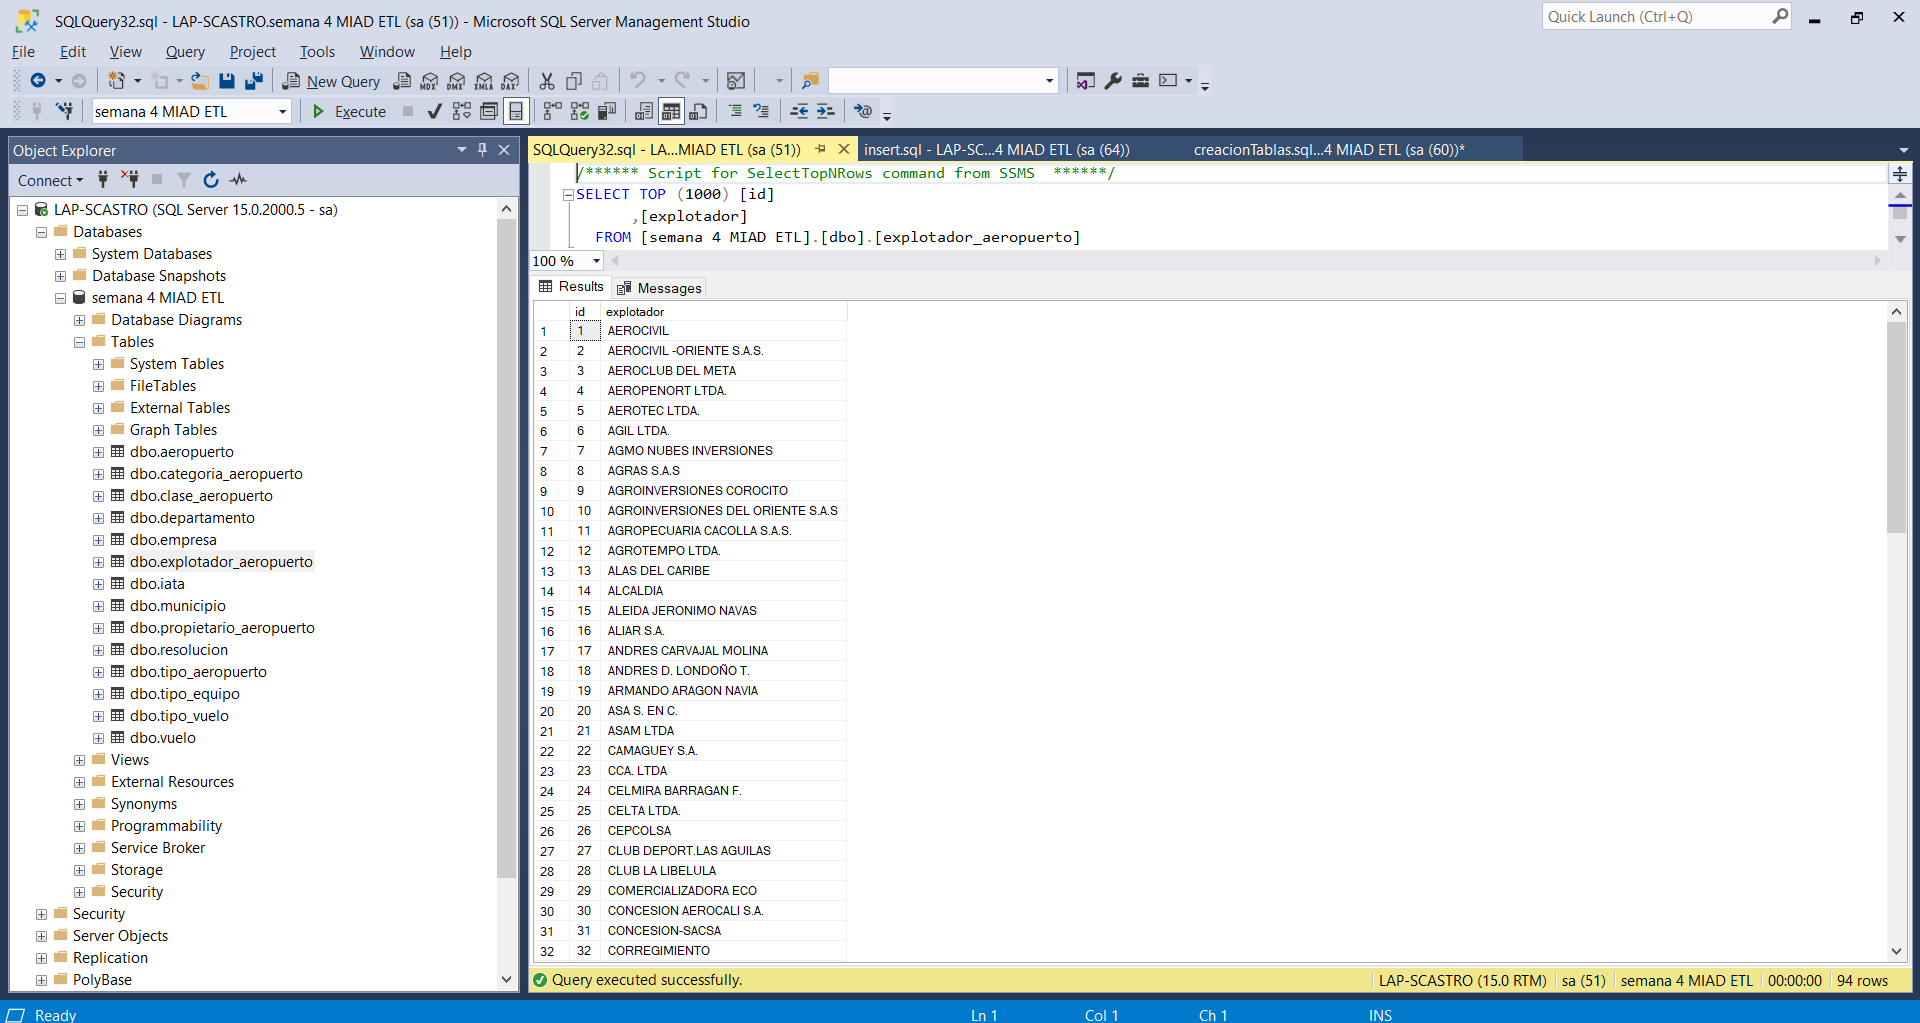 SQLQuery32.sql - LAP-SCASTRO.semana 4 MIAD ETL (sa (51)) - Microsoft SQL Server Management Studio
Quick Launch (Ctrl+Q)
File Edit View Query Project Tools Window Help
New Query MDX DMX XMLA DAX
semana 4 MIAD ETL Execute
Object Explorer
Connect
LAP-SCASTRO (SQL Server 15.0.2000.5 - sa)
Databases
System Databases
Database Snapshots
semana 4 MIAD ETL
Database Diagrams
Tables
System Tables
FileTables
External Tables
Graph Tables
dbo.aeropuerto
dbo.categoria_aeropuerto
dbo.clase_aeropuerto
dbo.departamento
dbo.empresa
dbo.explotador_aeropuerto
dbo.iata
dbo.municipio
dbo.propietario_aeropuerto
dbo.resolucion
dbo.tipo_aeropuerto
dbo.tipo_equipo
dbo.tipo_vuelo
dbo.vuelo
Views
External Resources
Synonyms
Programmability
Service Broker
Storage
Security
Security
Server Objects
Replication
PolyBase
SQLQuery32.sql - LA...MIAD ETL (sa (51)) insert.sql - LAP-SC...4 MIAD ETL (sa (64)) creacionTablas.sql...4 MIAD ETL (sa (60))*
/****** Script for SelectTopNRows command from SSMS ******/
SELECT TOP (1000) [id]
,[explotador]
FROM [semana 4 MIAD ETL].[dbo].[explotador_aeropuerto]
100 %
Results Messages
id explotador
1 1 AEROCIVIL
2 2 AEROCIVIL -ORIENTE S.A.S.
3 3 AEROCLUB DEL META
4 4 AEROPENORT LTDA.
5 5 AEROTEC LTDA.
6 6 AGIL LTDA.
7 7 AGMO NUBES INVERSIONES
8 8 AGRAS S.A.S
9 9 AGROINVERSIONES COROCITO
10 10 AGROINVERSIONES DEL ORIENTE S.A.S
11 11 AGROPECUARIA CACOLLA S.A.S.
12 12 AGROTEMPO LTDA.
13 13 ALAS DEL CARIBE
14 14 ALCALDIA
15 15 ALEIDA JERONIMO NAVAS
16 16 ALIAR S.A.
17 17 ANDRES CARVAJAL MOLINA
18 18 ANDRES D. LONDOÑO T.
19 19 ARMANDO ARAGON NAVIA
20 20 ASA S. EN C.
21 21 ASAM LTDA
22 22 CAMAGUEY S.A.
23 23 CCA. LTDA
24 24 CELMIRA BARRAGAN F.
25 25 CELTA LTDA.
26 26 CEPCOLSA
27 27 CLUB DEPORT.LAS AGUILAS
28 28 CLUB LA LIBELULA
29 29 COMERCIALIZADORA ECO
30 30 CONCESION AEROCALI S.A.
31 31 CONCESION-SACSA
32 32 CORREGIMIENTO
Query executed successfully. LAP-SCASTRO (15.0 RTM) sa (51) semana 4 MIAD ETL 00:00:00 94 rows
Ready Ln 1 Col 1 Ch 1 INS